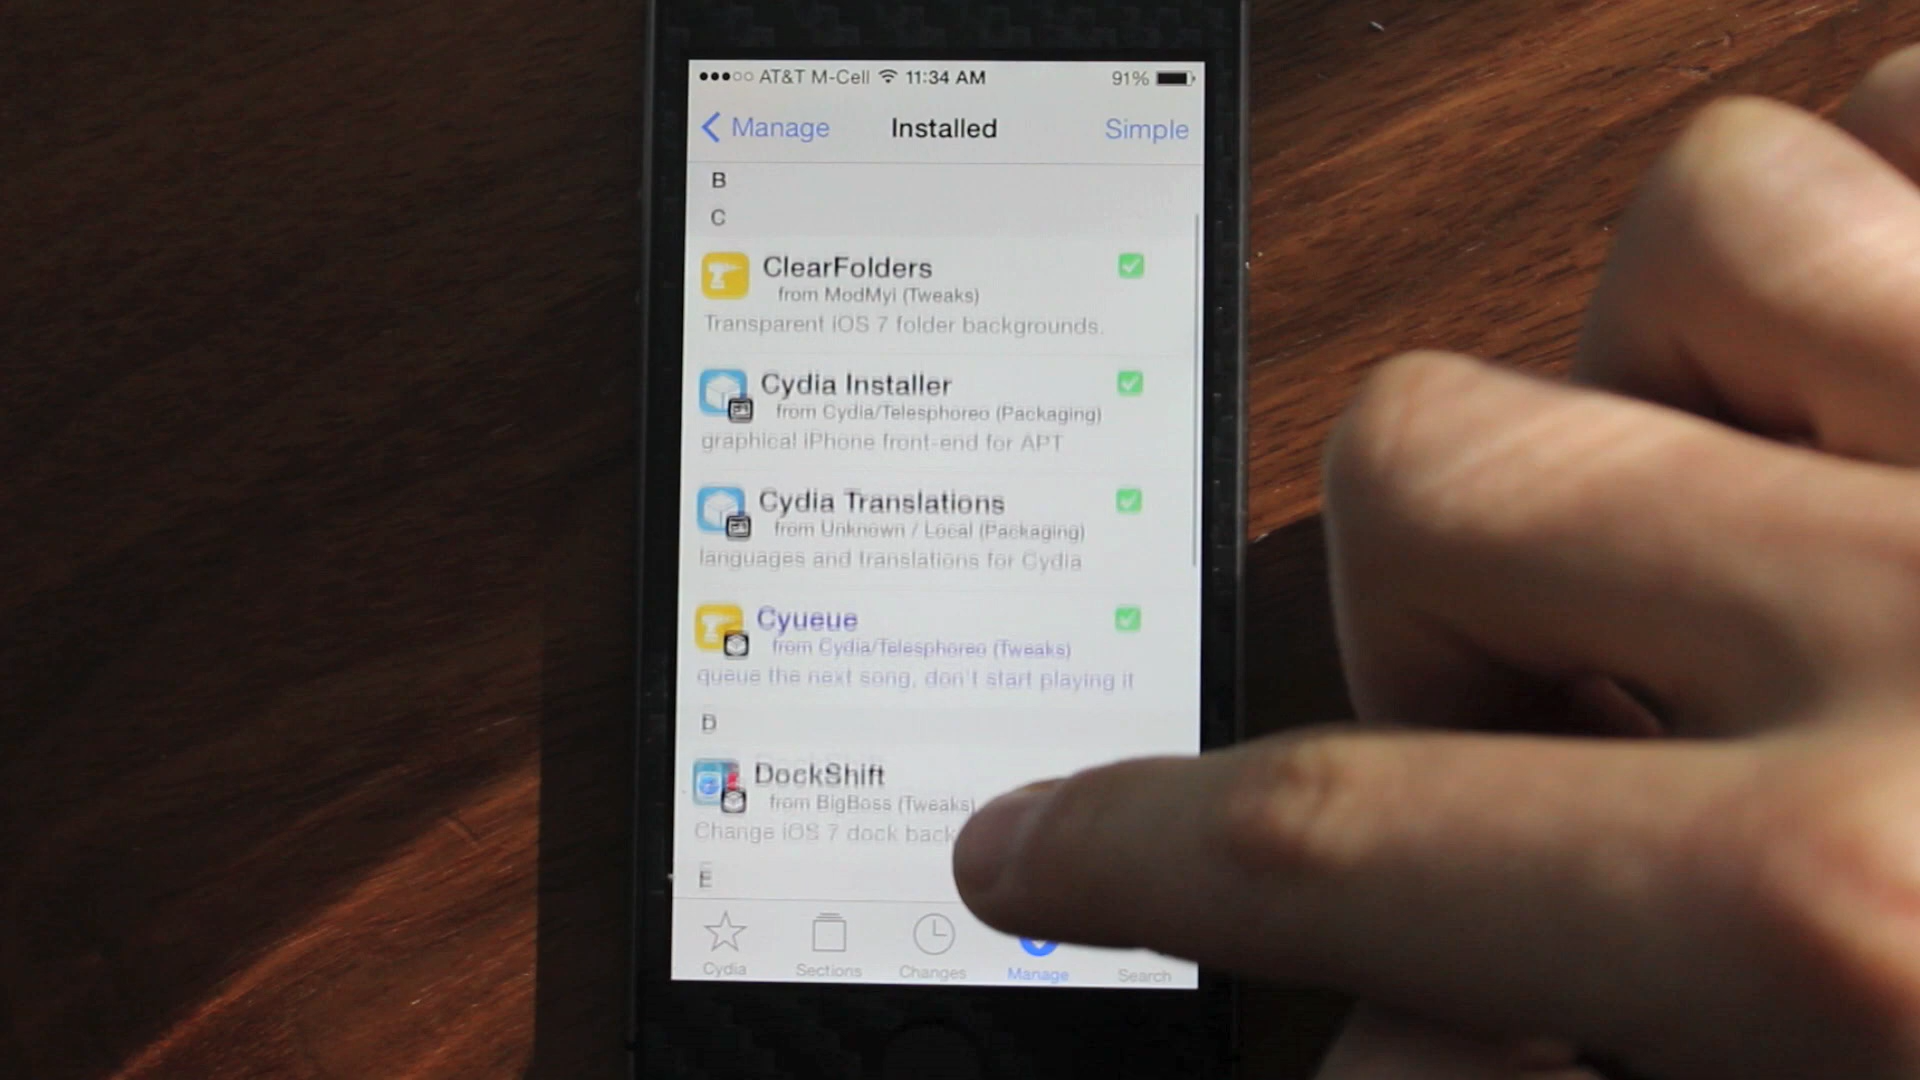 AT&T M-Cell 11:34 AM 91%
Manage Installed Simple
B
C
ClearFolders
from ModMyi (Tweaks)
Transparent iOS 7 folder backgrounds.
Cydia Installer
from Cydia/Telesphoreo (Packaging)
graphical iPhone front-end for APT
Cydia Translations
from Unknown / Local (Packaging)
languages and translations for Cydia
Cyueue
from Cydia/Telesphoreo (Tweaks)
queue the next song, don't start playing it
D
DockShift
from BigBoss (Tweaks)
Change iOS 7 dock back
E
Cydia Sections Changes Manage Search